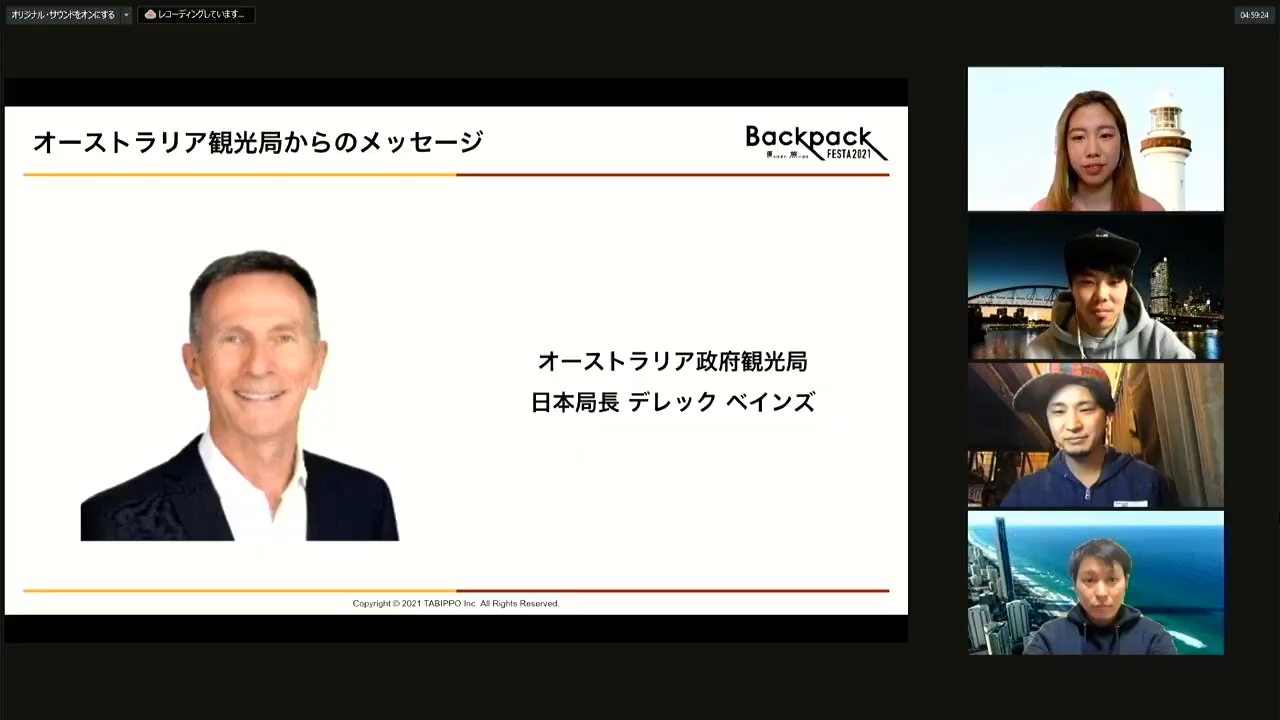 オリジナル・サウンドをオンにする
レコーディングしています...
04:59:24
オーストラリア観光局からのメッセージ
Backpack
FESTA2021
オーストラリア政府観光局
日本局長 デレック ベインズ
Copyright © 2021 TABIPPO Inc. All Rights Reserved.